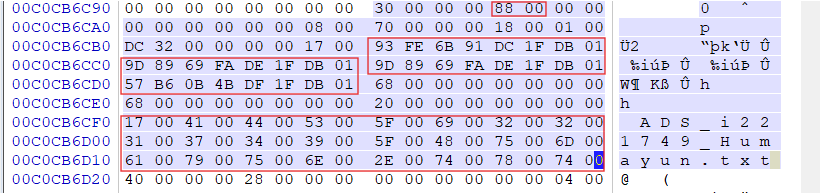 00C0CB6C90 00 00 00 00 00 00 00 00 30 00 00 00 88 00 00 00 0 ˆ
00C0CB6CA0 00 00 00 00 00 00 08 00 70 00 00 00 18 00 01 00 p
00C0CB6CB0 DC 32 00 00 00 00 17 00 93 FE 6B 91 DC 1F DB 01 Ü2 “þk‘Ü Û
00C0CB6CC0 9D 89 69 FA DE 1F DB 01 9D 89 69 FA DE 1F DB 01 ‰iúÞ Û ‰iúÞ Û
00C0CB6CD0 57 B6 0B 4B DF 1F DB 01 68 00 00 00 00 00 00 00 W¶ Kß Û h
00C0CB6CE0 68 00 00 00 00 00 00 00 20 00 00 00 00 00 00 00 h
00C0CB6CF0 17 00 41 00 44 00 53 00 5F 00 69 00 32 00 32 00 A D S _ i 2 2
00C0CB6D00 31 00 37 00 34 00 39 00 5F 00 48 00 75 00 6D 00 1 7 4 9 _ H u m
00C0CB6D10 61 00 79 00 75 00 6E 00 2E 00 74 00 78 00 74 00 a y u n . t x t
00C0CB6D20 40 00 00 00 28 00 00 00 00 00 00 00 00 00 04 00 @ (